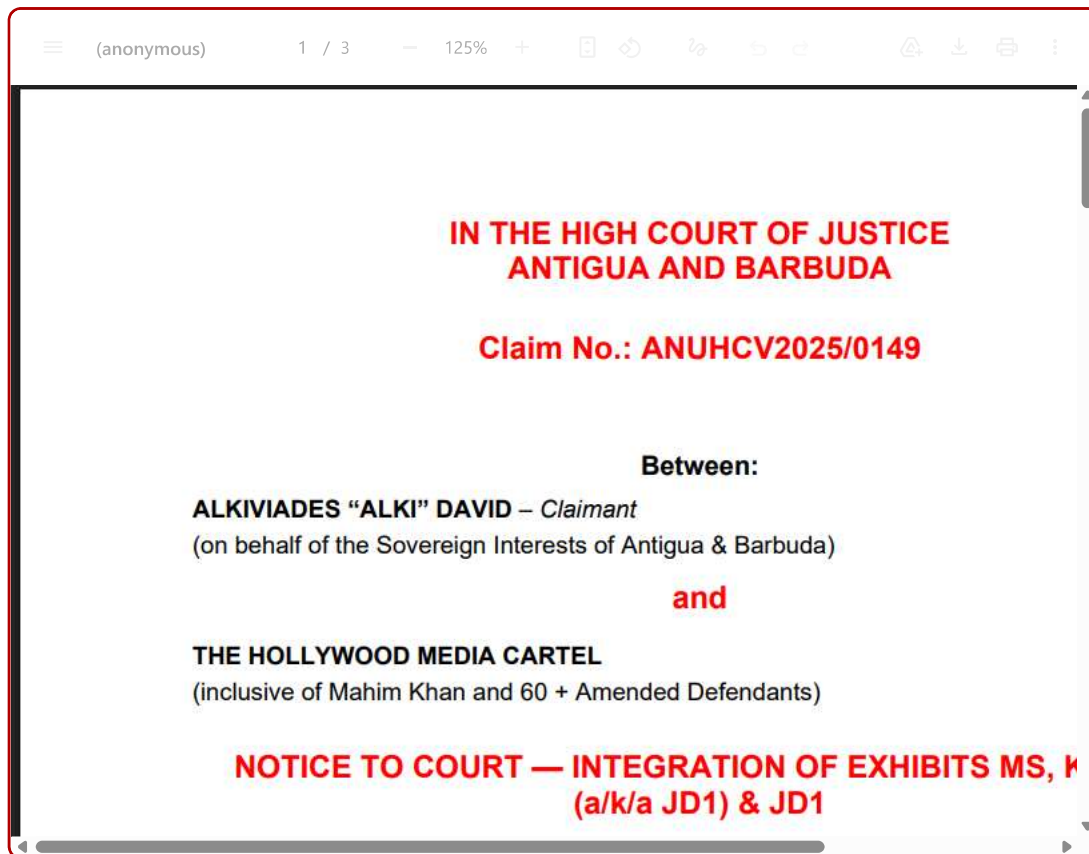 (anonymous) 1 / 3 125%
IN THE HIGH COURT OF JUSTICE
ANTIGUA AND BARBUDA
Claim No.: ANUHCV2025/0149
Between:
ALKIVIADES “ALKI” DAVID – Claimant
(on behalf of the Sovereign Interests of Antigua & Barbuda)
and
THE HOLLYWOOD MEDIA CARTEL
(inclusive of Mahim Khan and 60 + Amended Defendants)
NOTICE TO COURT — INTEGRATION OF EXHIBITS MS,
(a/k/a JD1) & JD1